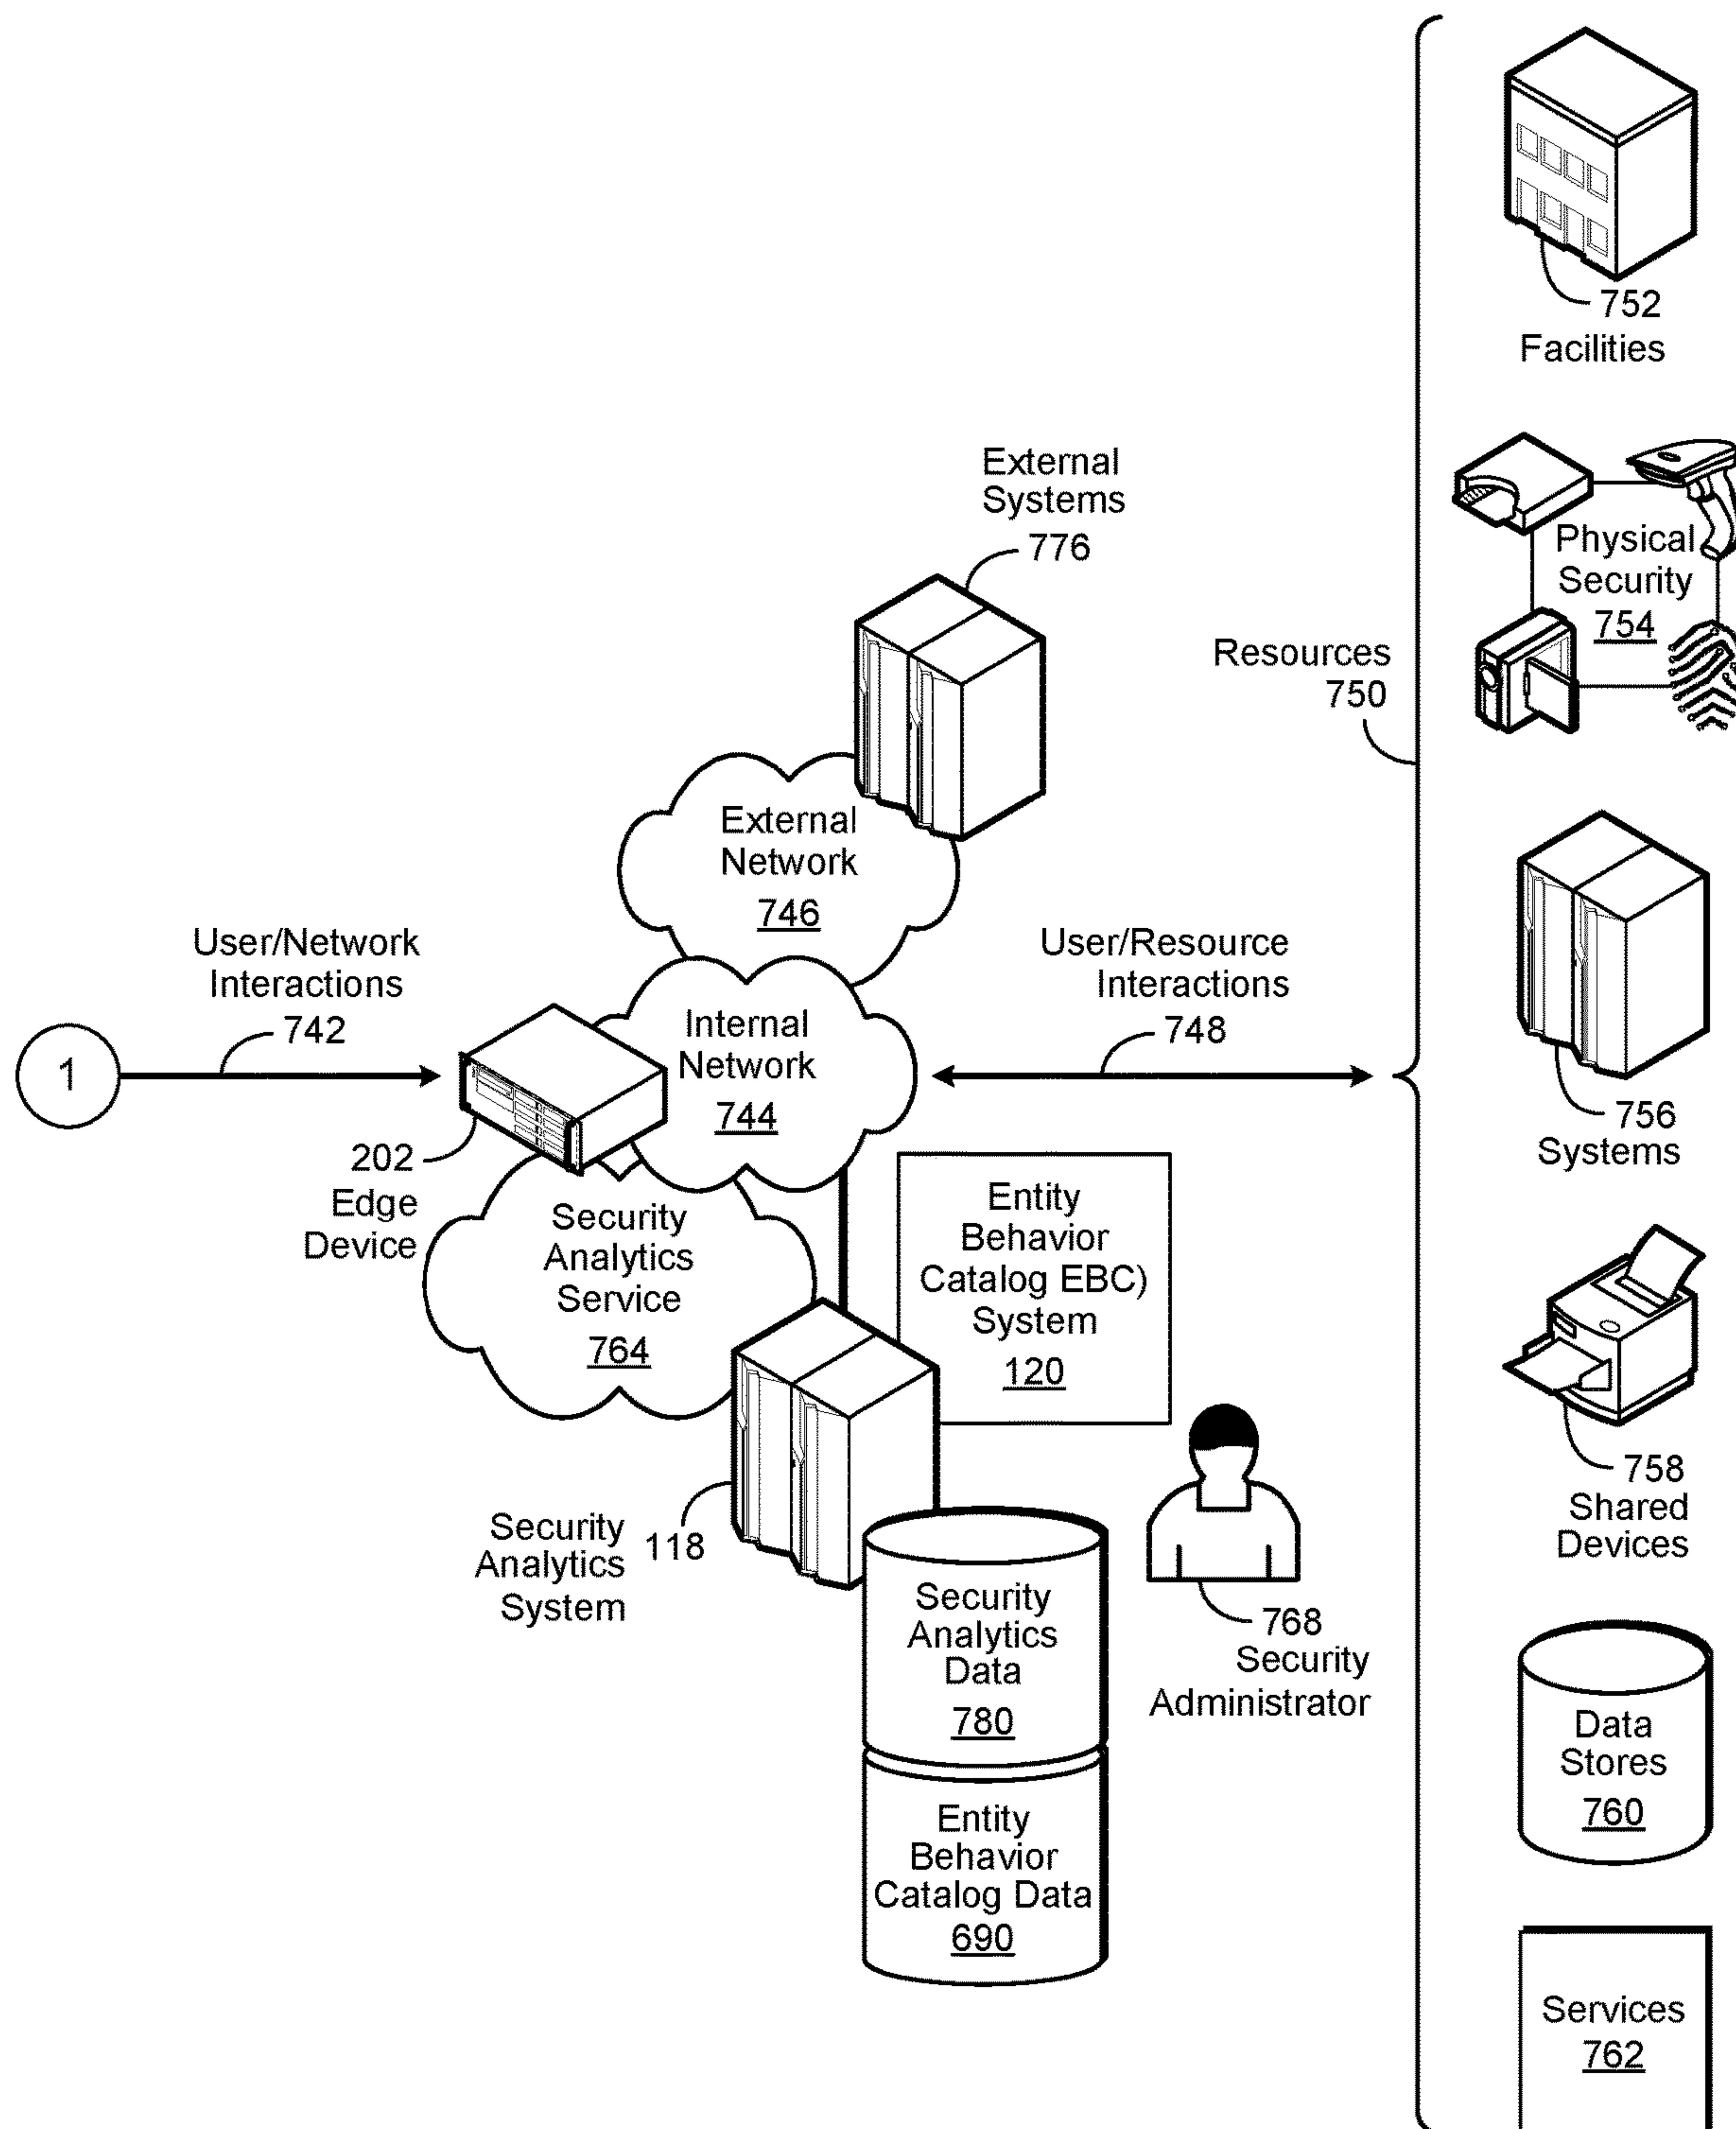 752
Facilities
External
Systems
776
Physical
Security
754
Resources
750
External
Network
746
User/Network
Interactions
742
User/Resource
Interactions
748
1
Internal
Network
744
756
Systems
202
Edge
Device
Security
Analytics
Service
764
Entity
Behavior
Catalog EBC)
System
120
758
Shared
Devices
Security
Analytics
System
118
Security
Analytics
Data
780
768
Security
Administrator
Data
Stores
760
Entity
Behavior
Catalog Data
690
Services
762